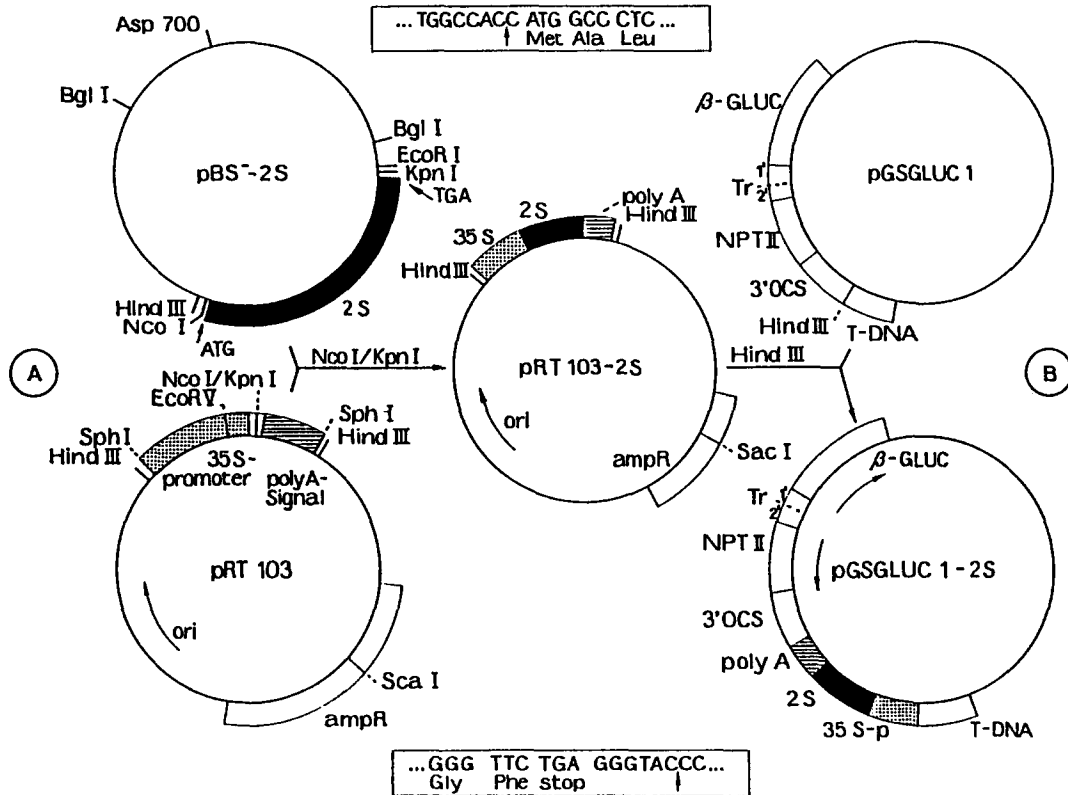 ...TGGCCACC ATG GCC CTC...
Met Ala Leu
Asp 700
Bgl I
Bgl I
EcoR I
Kpn I
TGA
pBS⁻-2S
Hind III
Nco I
ATG
2S
A
Nco I/Kpn I
Nco I/Kpn I
EcoR V
Sph I
Hind III
Sph I
Hind III
35S-
promoter
polyA-
Signal
pRT 103
ori
Sca I
ampR
2S
poly A
Hind III
35 S
Hind III
pRT 103-2S
ori
ampR
Sac I
β-GLUC
1'
Tr
2'
NPT II
3'OCS
Hind III
T-DNA
pGSGLUC 1
Hind III
B
β-GLUC
Tr
1'
2'
NPT II
pGSGLUC 1-2S
3'OCS
poly A
2S
35 S-p
T-DNA
...GGG TTC TGA GGGTACCC...
Gly Phe stop